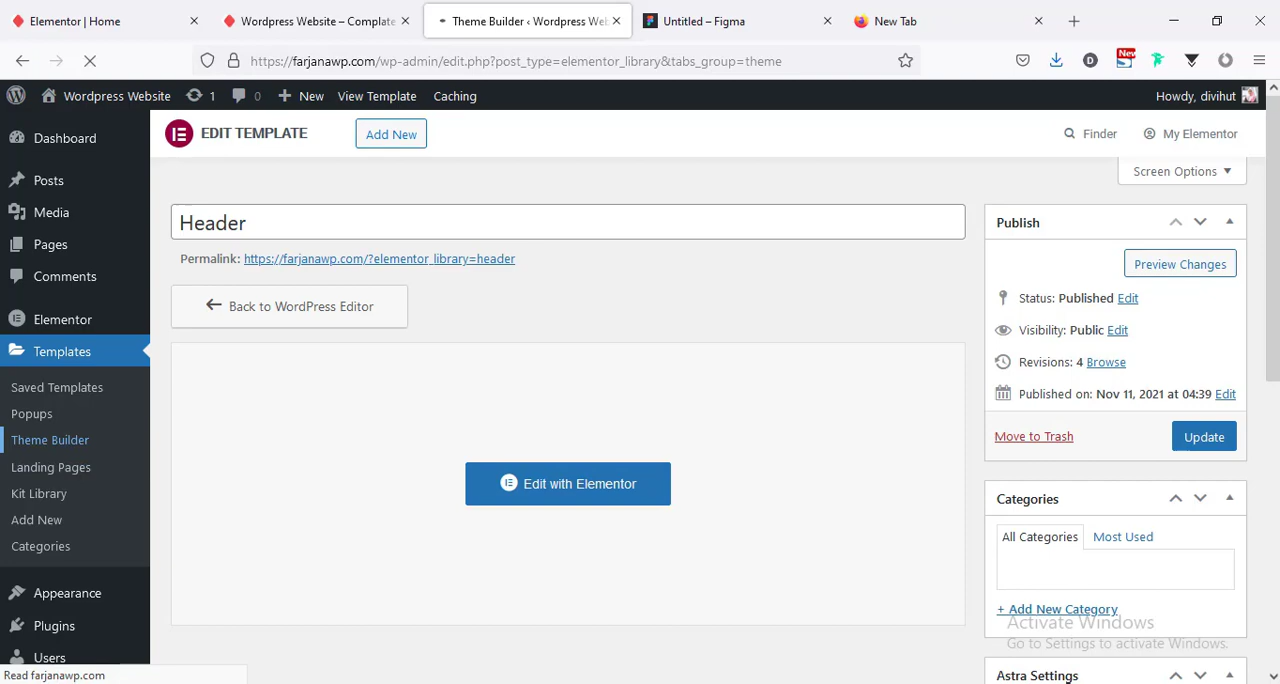 Elementor | Home
Wordpress Website – Complate
Theme Builder ‹ Wordpress Web
Untitled – Figma
New Tab
https://farjanawp.com/wp-admin/edit.php?post_type=elementor_library&tabs_group=theme
New
Wordpress Website
1
0
New
View Template
Caching
Howdy, divihut
Dashboard
Posts
Media
Pages
Comments
Elementor
Templates
Saved Templates
Popups
Theme Builder
Landing Pages
Kit Library
Add New
Categories
Appearance
Plugins
Users
EDIT TEMPLATE
Add New
Finder
My Elementor
Screen Options
Header
Permalink: https://farjanawp.com/?elementor_library=header
Back to WordPress Editor
Edit with Elementor
Publish
Preview Changes
Status: Published Edit
Visibility: Public Edit
Revisions: 4 Browse
Published on: Nov 11, 2021 at 04:39 Edit
Move to Trash
Update
Categories
All Categories
Most Used
+ Add New Category
Activate Windows
Go to Settings to activate Windows.
Astra Settings
Read farjanawp.com